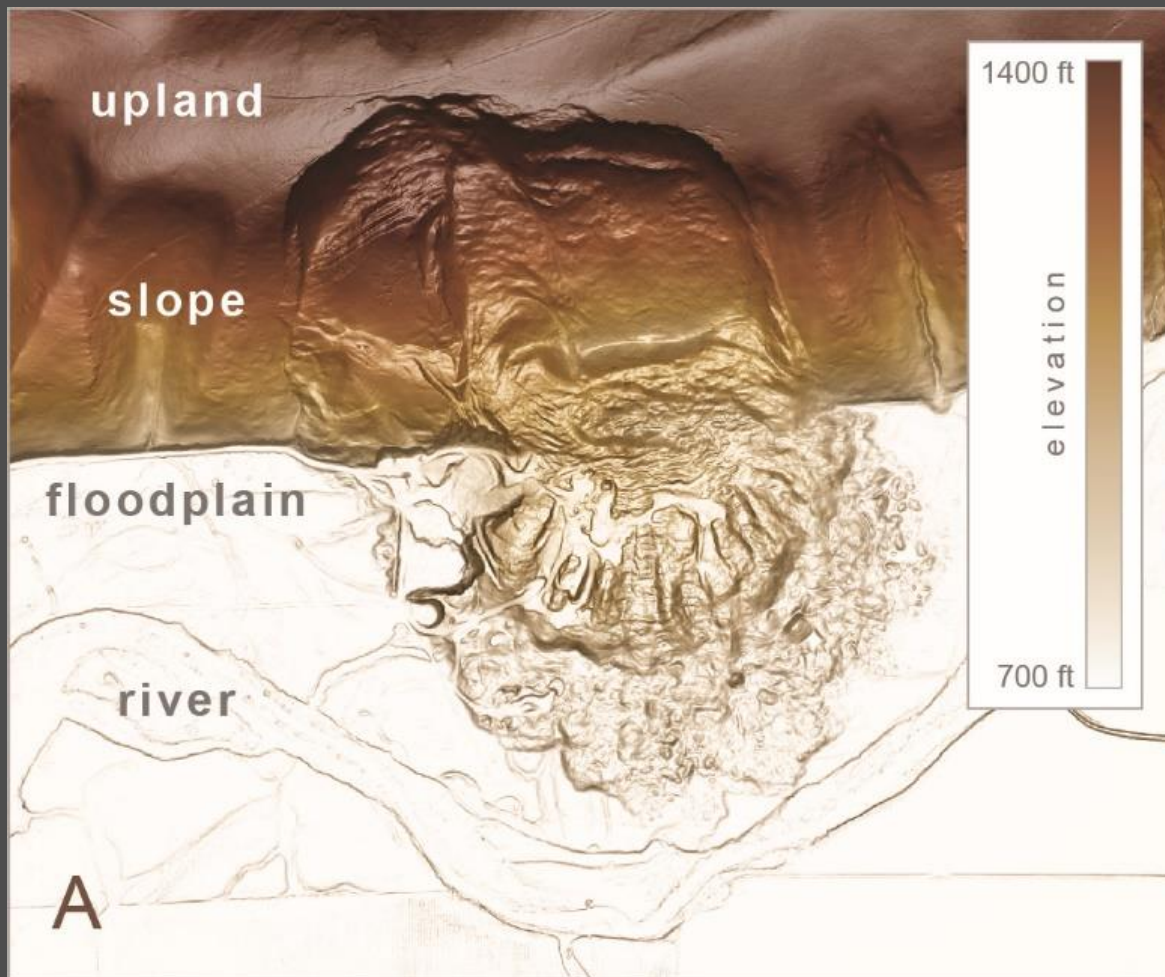 upland
slope
floodplain
river
A
1400 ft
elevation
700 ft